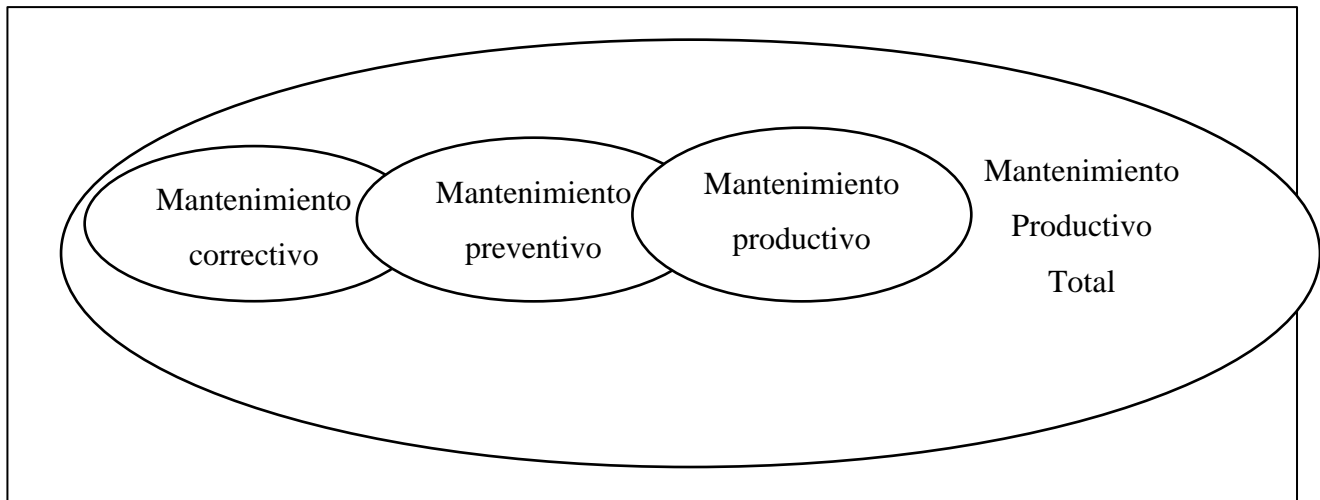 Mantenimiento
correctivo
Mantenimiento
preventivo
Mantenimiento
productivo
Mantenimiento
Productivo
Total